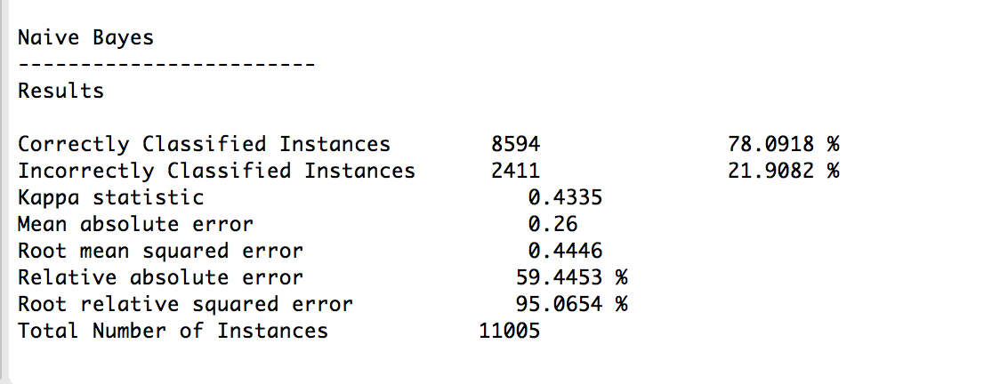 Naive Bayes
------------------------
Results
Correctly Classified Instances 8594 78.0918 %
Incorrectly Classified Instances 2411 21.9082 %
Kappa statistic 0.4335
Mean absolute error 0.26
Root mean squared error 0.4446
Relative absolute error 59.4453 %
Root relative squared error 95.0654 %
Total Number of Instances 11005